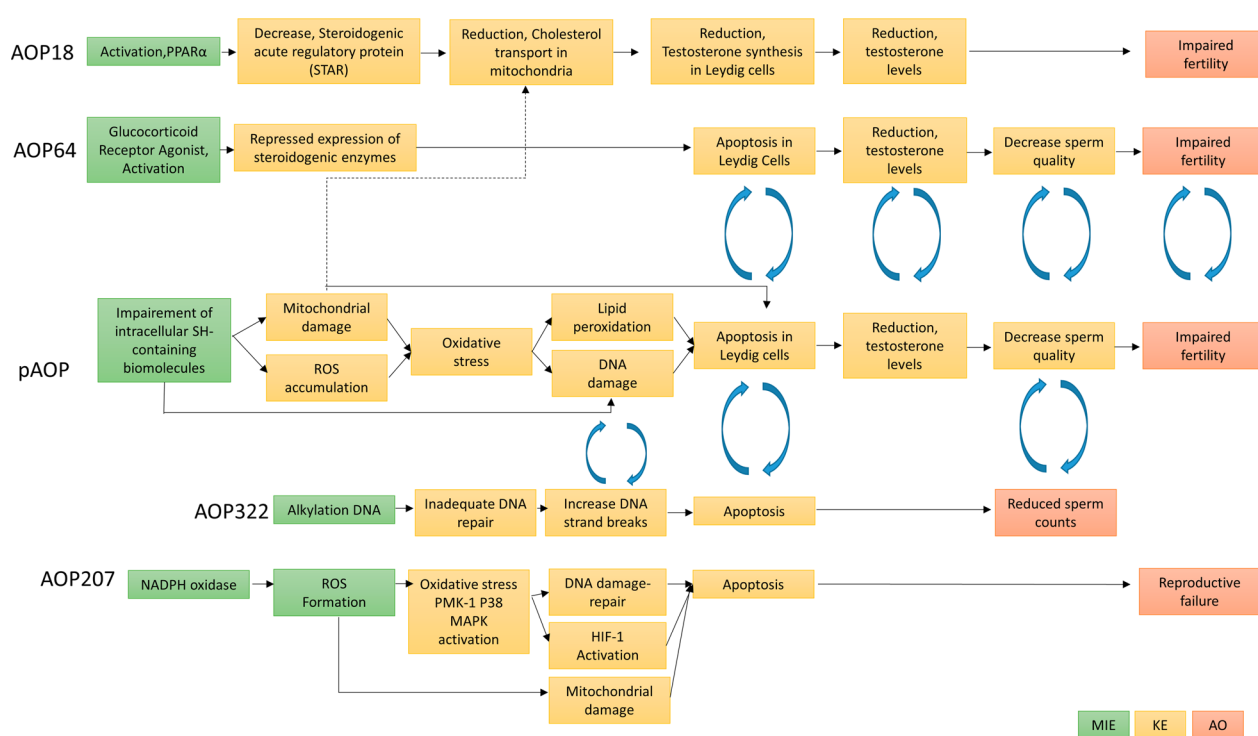 AOP18
Activation,PPARα
Decrease, Steroidogenic
acute regulatory protein
(STAR)
Reduction, Cholesterol
transport in
mitochondria
Reduction,
Testosterone synthesis
in Leydig cells
Reduction,
testosterone
levels
Impaired
fertility
AOP64
Glucocorticoid
Receptor Agonist,
Activation
Repressed expression of
steroidogenic enzymes
Apoptosis in
Leydig Cells
Reduction,
testosterone
levels
Decrease sperm
quality
Impaired
fertility
pAOP
Impairement of
intracellular SH-
containing
biomolecules
Mitochondrial
damage
ROS
accumulation
Oxidative
stress
Lipid
peroxidation
DNA
damage
Apoptosis in
Leydig cells
Reduction,
testosterone
levels
Decrease sperm
quality
Impaired
fertility
AOP322
Alkylation DNA
Inadequate DNA
repair
Increase DNA
strand breaks
Apoptosis
Reduced sperm
counts
AOP207
NADPH oxidase
ROS
Formation
Oxidative stress
PMK-1 P38
MAPK
activation
DNA damage-
repair
HIF-1
Activation
Mitochondrial
damage
Apoptosis
Reproductive
failure
MIE
KE
AO